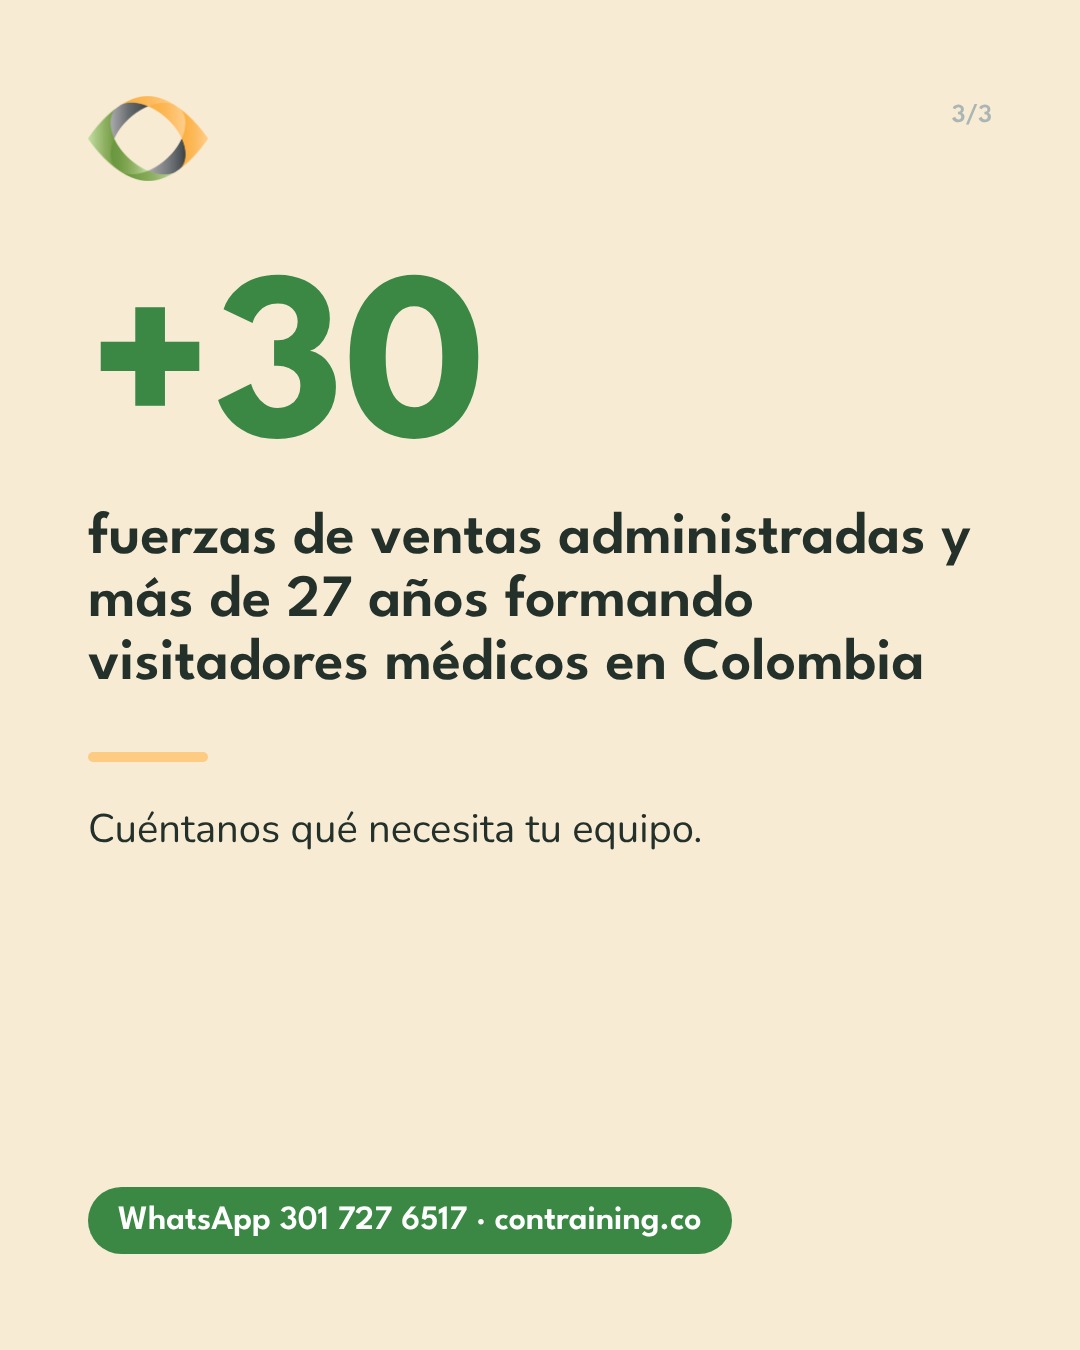 3/3
+30
fuerzas de ventas administradas y
más de 27 años formando
visitadores médicos en Colombia
Cuéntanos qué necesita tu equipo.
WhatsApp 301 727 6517 · contraining.co